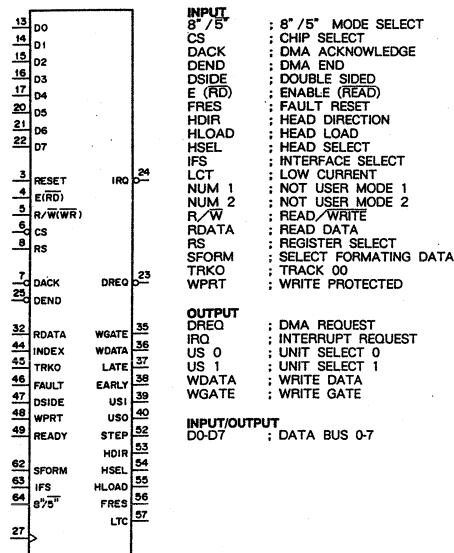 13 D0
14 D1
15 D2
16 D3
17 D4
20 D5
21 D6
22 D7
3 RESET IRQ 24
4 E(RD)
5 R/W(WR)
6 CS
8 RS
7 DACK DREQ 23
25 DEND
32 RDATA WGATE 35
44 INDEX WDATA 36
45 TRKO LATE 37
46 FAULT EARLY 38
47 DSIDE US1 39
48 WPRT US0 40
49 READY STEP 52
HDIR 53
62 SFORM HSEL 54
63 IFS HLOAD 55
64 8"/5" FRES 56
LTC 57
27
INPUT
8"/5" ; 8"/5" MODE SELECT
CS ; CHIP SELECT
DACK ; DMA ACKNOWLEDGE
DEND ; DMA END
DSIDE ; DOUBLE SIDED
E (RD) ; ENABLE (READ)
FRES ; FAULT RESET
HDIR ; HEAD DIRECTION
HLOAD ; HEAD LOAD
HSEL ; HEAD SELECT
IFS ; INTERFACE SELECT
LCT ; LOW CURRENT
NUM 1 ; NOT USER MODE 1
NUM 2 ; NOT USER MODE 2
R/W ; READ/WRITE
RDATA ; READ DATA
RS ; REGISTER SELECT
SFORM ; SELECT FORMATING DATA
TRKO ; TRACK 00
WPRT ; WRITE PROTECTED
OUTPUT
DREQ ; DMA REQUEST
IRQ ; INTERRUPT REQUEST
US 0 ; UNIT SELECT 0
US 1 ; UNIT SELECT 1
WDATA ; WRITE DATA
WGATE ; WRITE GATE
INPUT/OUTPUT
D0-D7 ; DATA BUS 0-7